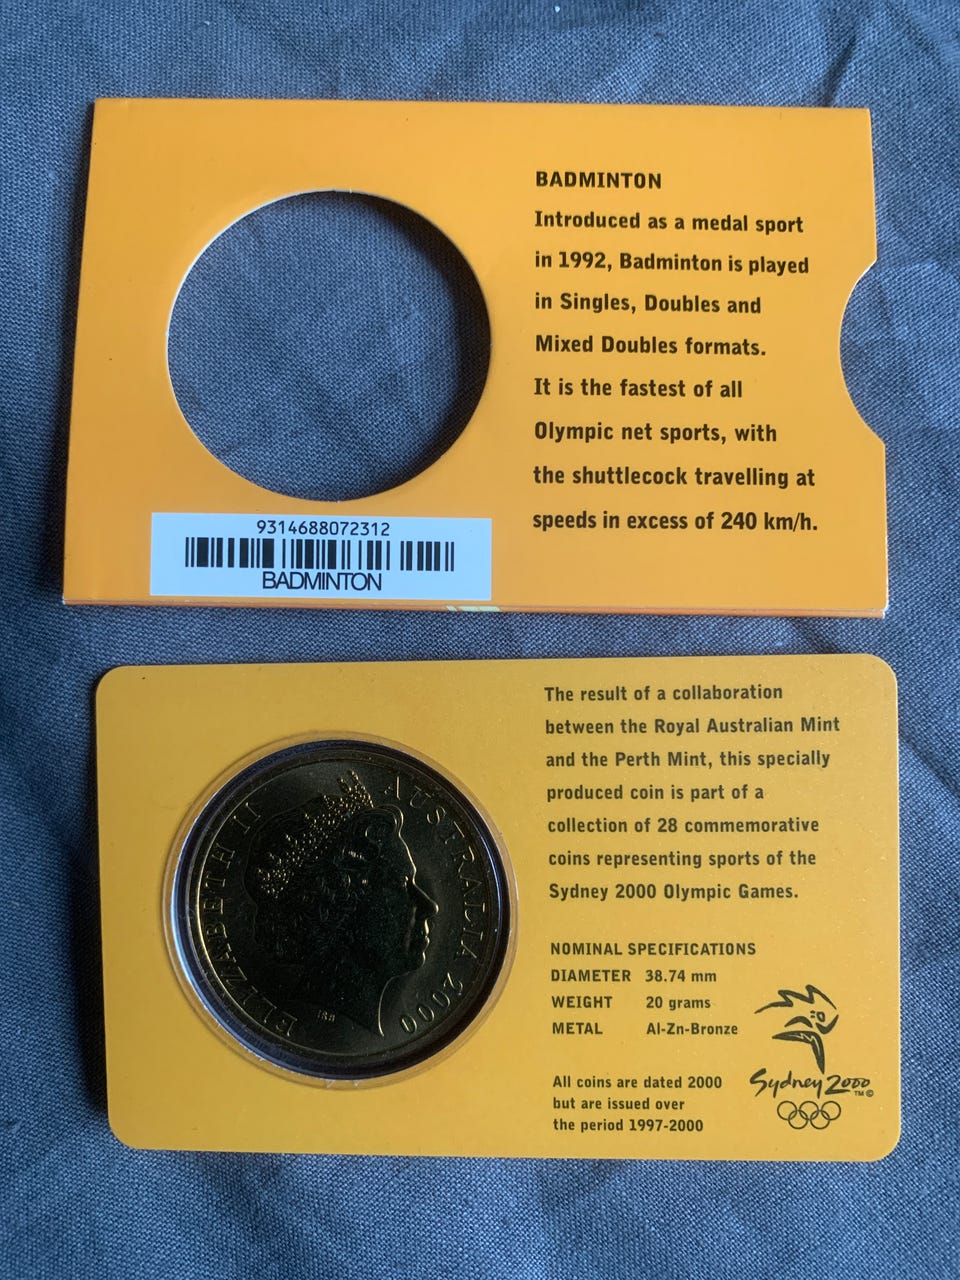 BADMINTON
Introduced as a medal sport
in 1992, Badminton is played
in Singles, Doubles and
Mixed Doubles formats.
It is the fastest of all
Olympic net sports, with
the shuttlecock travelling at
speeds in excess of 240 km/h.
9314688072312
BADMINTON
The result of a collaboration
between the Royal Australian Mint
and the Perth Mint, this specially
produced coin is part of a
collection of 28 commemorative
coins representing sports of the
Sydney 2000 Olympic Games.
NOMINAL SPECIFICATIONS
DIAMETER 38.74 mm
WEIGHT 20 grams
METAL Al-Zn-Bronze
All coins are dated 2000
but are issued over
the period 1997-2000
Sydney 2000
TM ©
ELIZABETH II AUSTRALIA 2000
IRB